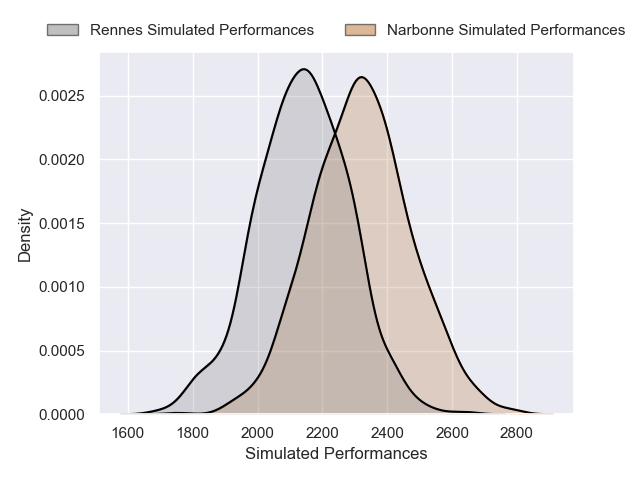 Rennes Simulated Performances
Narbonne Simulated Performances
Density
0.0025
0.0020
0.0015
0.0010
0.0005
0.0000
1600 1800 2000 2200 2400 2600 2800
Simulated Performances